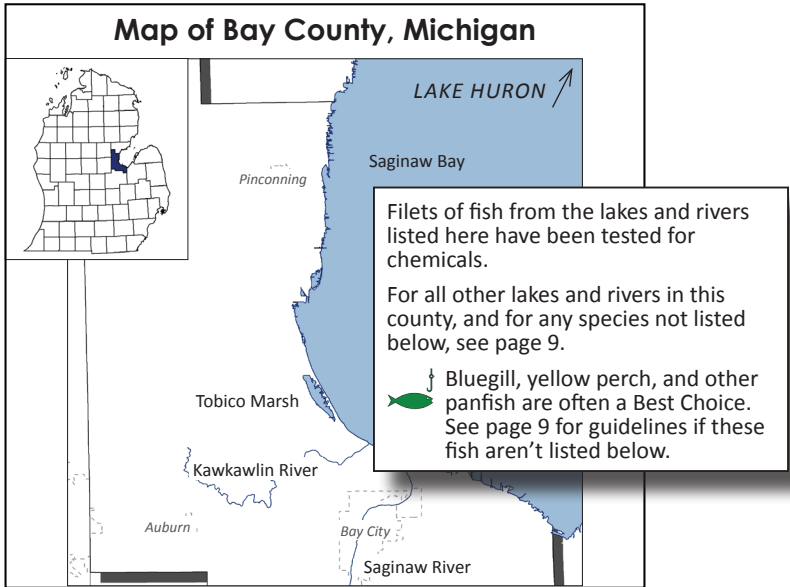 Map of Bay County, Michigan
LAKE HURON
Saginaw Bay
Pinconning
Filets of fish from the lakes and rivers
listed here have been tested for
chemicals.
For all other lakes and rivers in this
county, and for any species not listed
below, see page 9.
Bluegill, yellow perch, and other
panfish are often a Best Choice.
See page 9 for guidelines if these
fish aren’t listed below.
Tobico Marsh
Kawkawlin River
Auburn
Bay City
Saginaw River